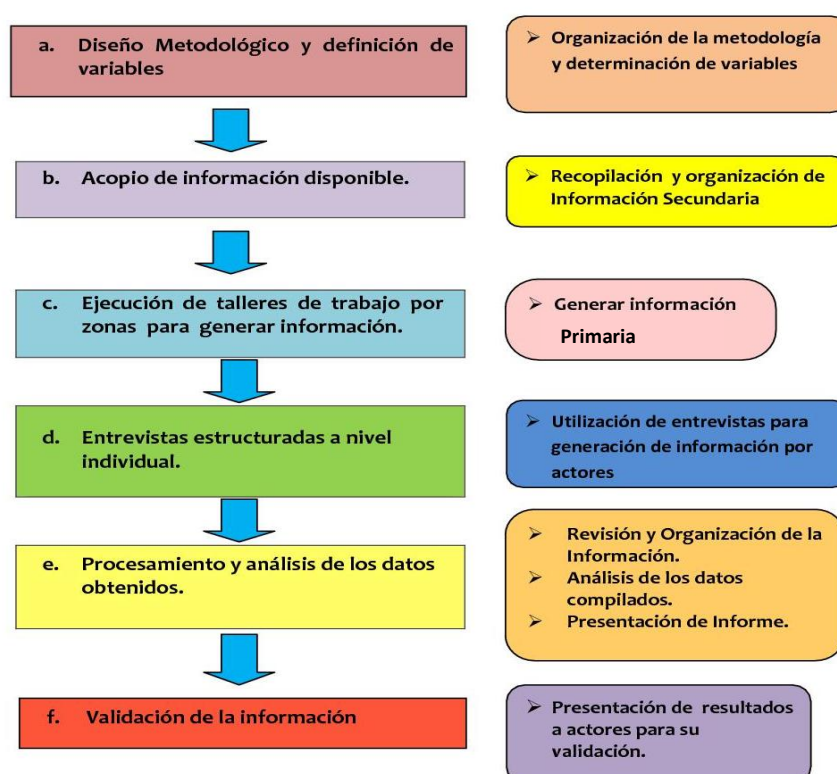 a. Diseño Metodológico y definición de
variables
➢ Organización de la metodología
y determinación de variables
b. Acopio de información disponible.
➢ Recopilación y organización de
Información Secundaria
c. Ejecución de talleres de trabajo por
zonas para generar información.
➢ Generar información
Primaria
d. Entrevistas estructuradas a nivel
individual.
➢ Utilización de entrevistas para
generación de información por
actores
e. Procesamiento y análisis de los datos
obtenidos.
➢ Revisión y Organización de la
Información.
➢ Análisis de los datos
compilados.
➢ Presentación de Informe.
f. Validación de la información
➢ Presentación de resultados
a actores para su
validación.